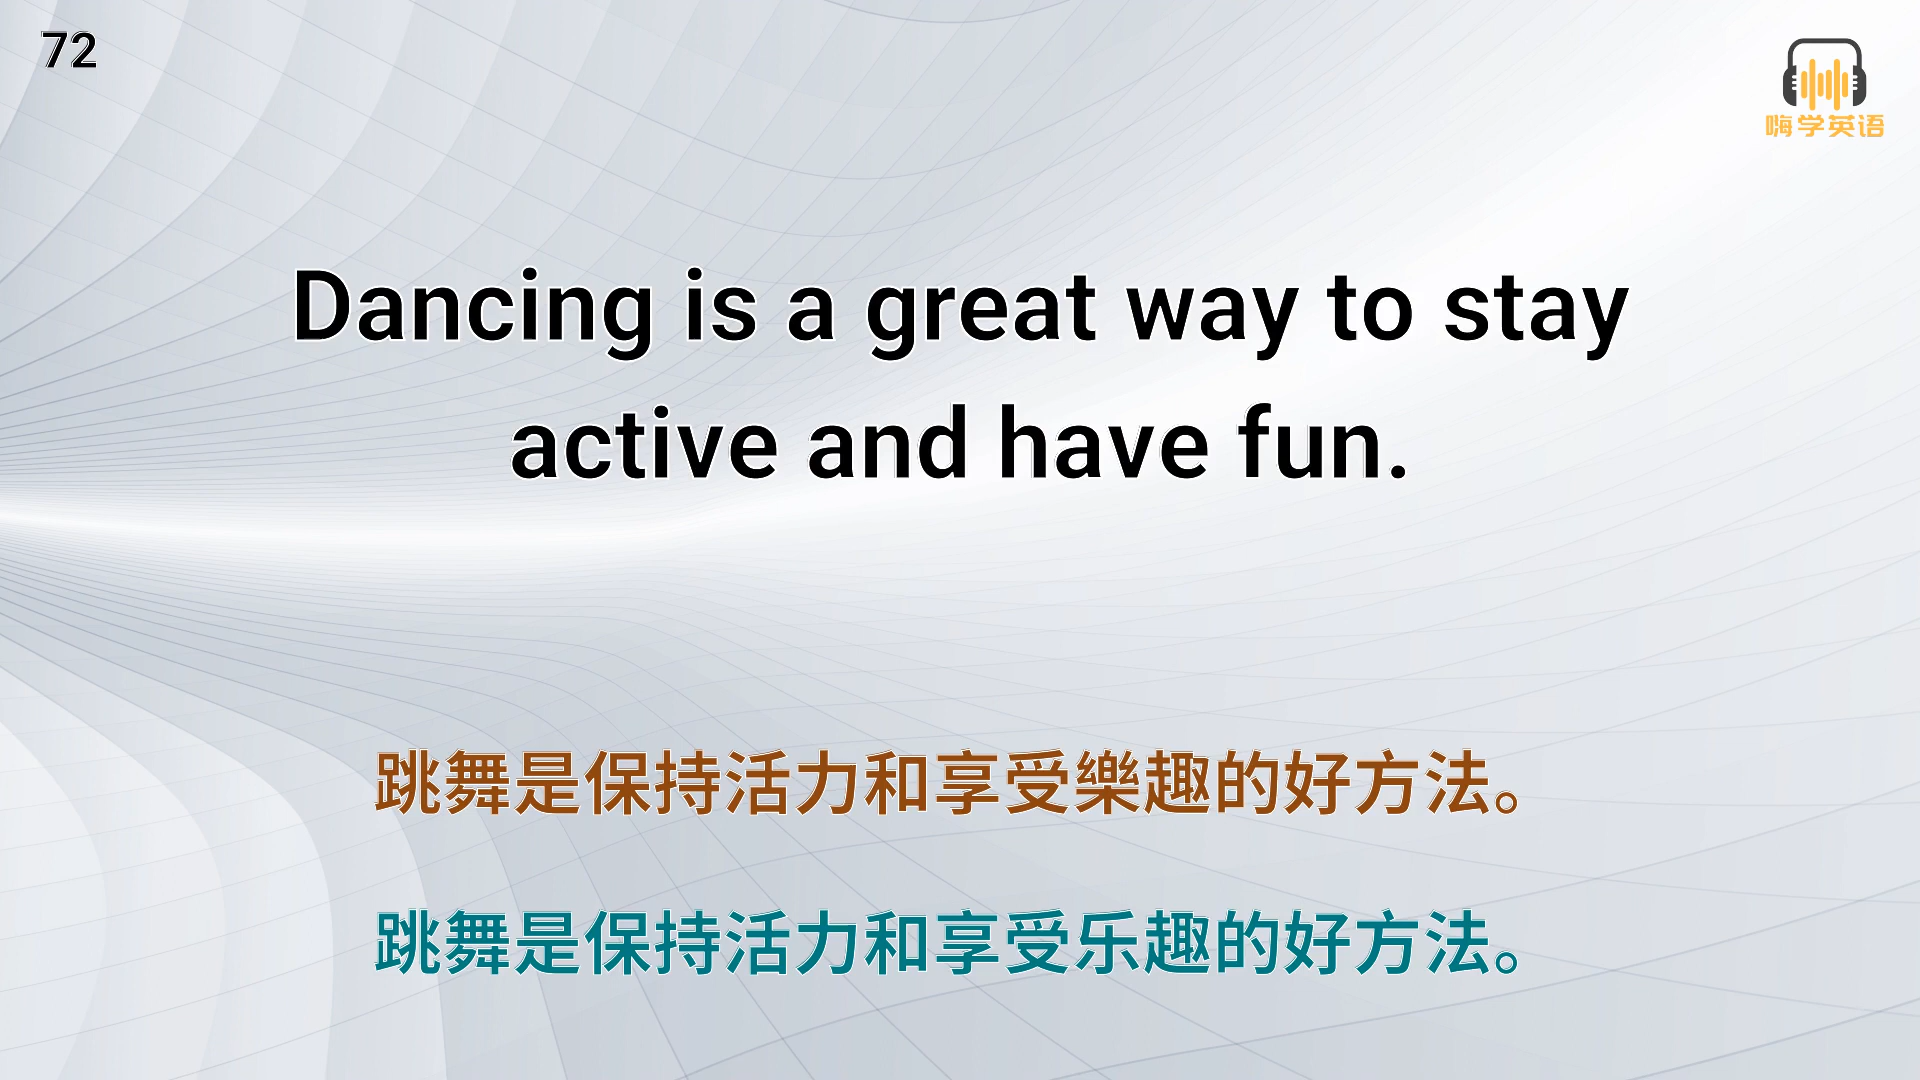 72
嗨学英语
Dancing is a great way to stay
active and have fun.
跳舞是保持活力和享受樂趣的好方法。
跳舞是保持活力和享受乐趣的好方法。